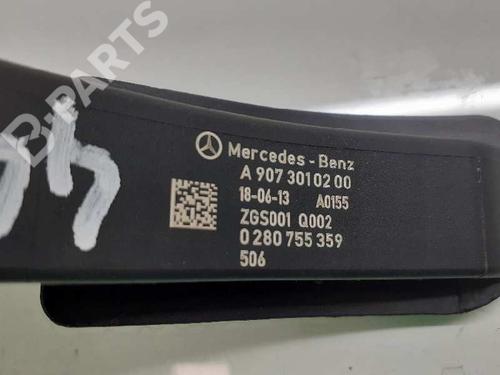 B-PARTS
Mercedes-Benz
A 907 301 02 00
18-06-13 A0155
ZGS001 Q002
0 280 755 359
506